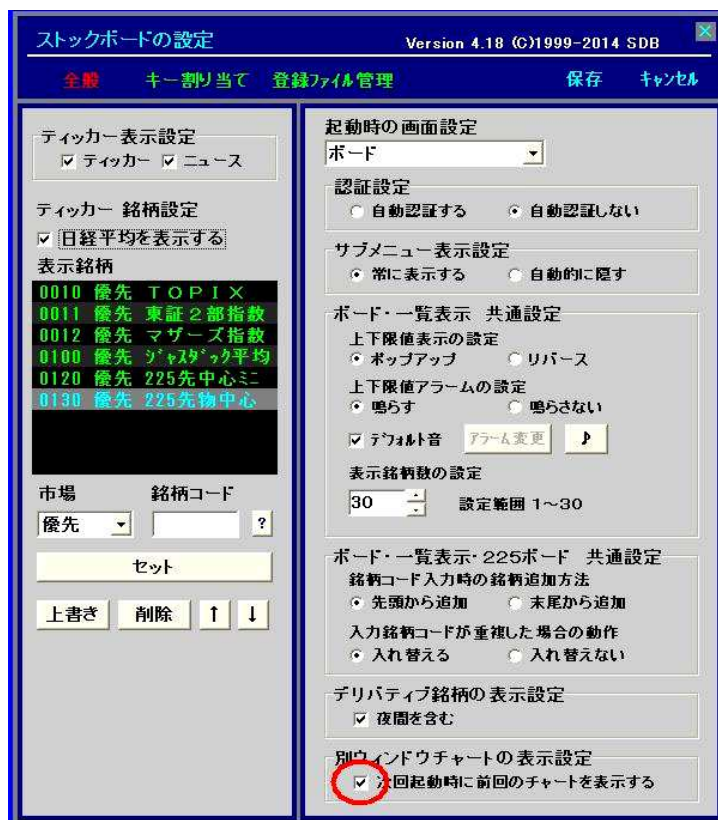 ストックボードの設定 Version 4.18 (C)1999-2014 SDB
全般 キー割り当て 登録ファイル管理 保存 キャンセル
ティッカー表示設定
ティッカー ニュース
ティッカー 銘柄設定
日経平均を表示する
表示銘柄
0010 優先 TOPIX
0011 優先 東証2部指数
0012 優先 マザーズ指数
0100 優先 ジャスダック平均
0120 優先 225先中心ミニ
0130 優先 225先物中心
市場 銘柄コード
優先 ?
セット
上書き 削除 ↑ ↓
起動時の画面設定
ボード
認証設定
自動認証する 自動認証しない
サブメニュー表示設定
常に表示する 自動的に隠す
ボード・一覧表示 共通設定
上下限値表示の設定
ポップアップ リバース
上下限値アラームの設定
鳴らす 鳴らさない
デフォルト音 アラーム変更 ♪
表示銘柄数の設定
30 設定範囲 1~30
ボード・一覧表示・225ボード 共通設定
銘柄コード入力時の銘柄追加方法
先頭から追加 末尾から追加
入力銘柄コードが重複した場合の動作
入れ替える 入れ替えない
デリバティブ銘柄の表示設定
夜間を含む
別ウィンドウチャートの表示設定
次回起動時に前回のチャートを表示する